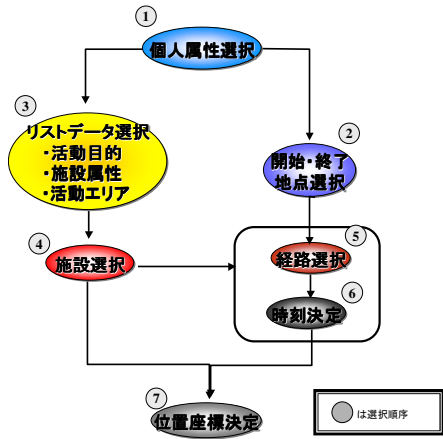 1
個人属性選択
3
リストデータ選択
・活動目的
・施設属性
・活動エリア
2
開始・終了
地点選択
4
施設選択
5
経路選択
6
時刻決定
7
位置座標決定
は選択順序